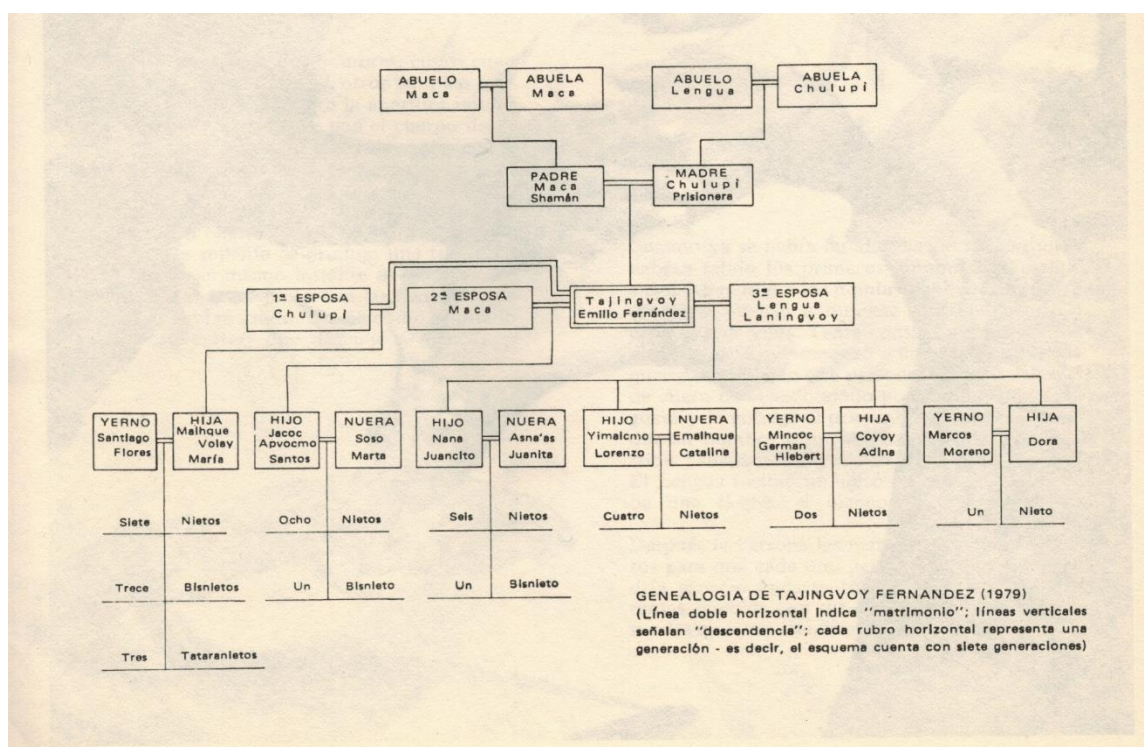 ABUELO
Maca
ABUELA
Maca
ABUELO
Lengua
ABUELA
Chulupí
PADRE
Maca
Shamán
MADRE
Chulupí
Prisionera
1ª ESPOSA
Chulupí
2ª ESPOSA
Maca
Tajingvoy
Emilio Fernández
3ª ESPOSA
Lengua
Laningvoy
YERNO
Santiago
Flores
HIJA
Malhque
Volay
María
HIJO
Jacoc
Apvocmo
Santos
NUERA
Soso
Marta
HIJO
Nana
Juancito
NUERA
Asna'as
Juanita
HIJO
Yimalcmo
Lorenzo
NUERA
Emalhque
Catalina
YERNO
Mincoc
German
Hiebert
HIJA
Coyoy
Adina
YERNO
Marcos
Moreno
HIJA
Dora
Siete Nietos
Ocho Nietos
Seis Nietos
Cuatro Nietos
Dos Nietos
Un Nieto
Trece Bisnietos
Un Bisnieto
Un Bisnieto
Tres Tataranietos
GENEALOGIA DE TAJINGVOY FERNANDEZ (1979)
(Línea doble horizontal indica "matrimonio"; líneas verticales
señalan "descendencia"; cada rubro horizontal representa una
generación - es decir, el esquema cuenta con siete generaciones)